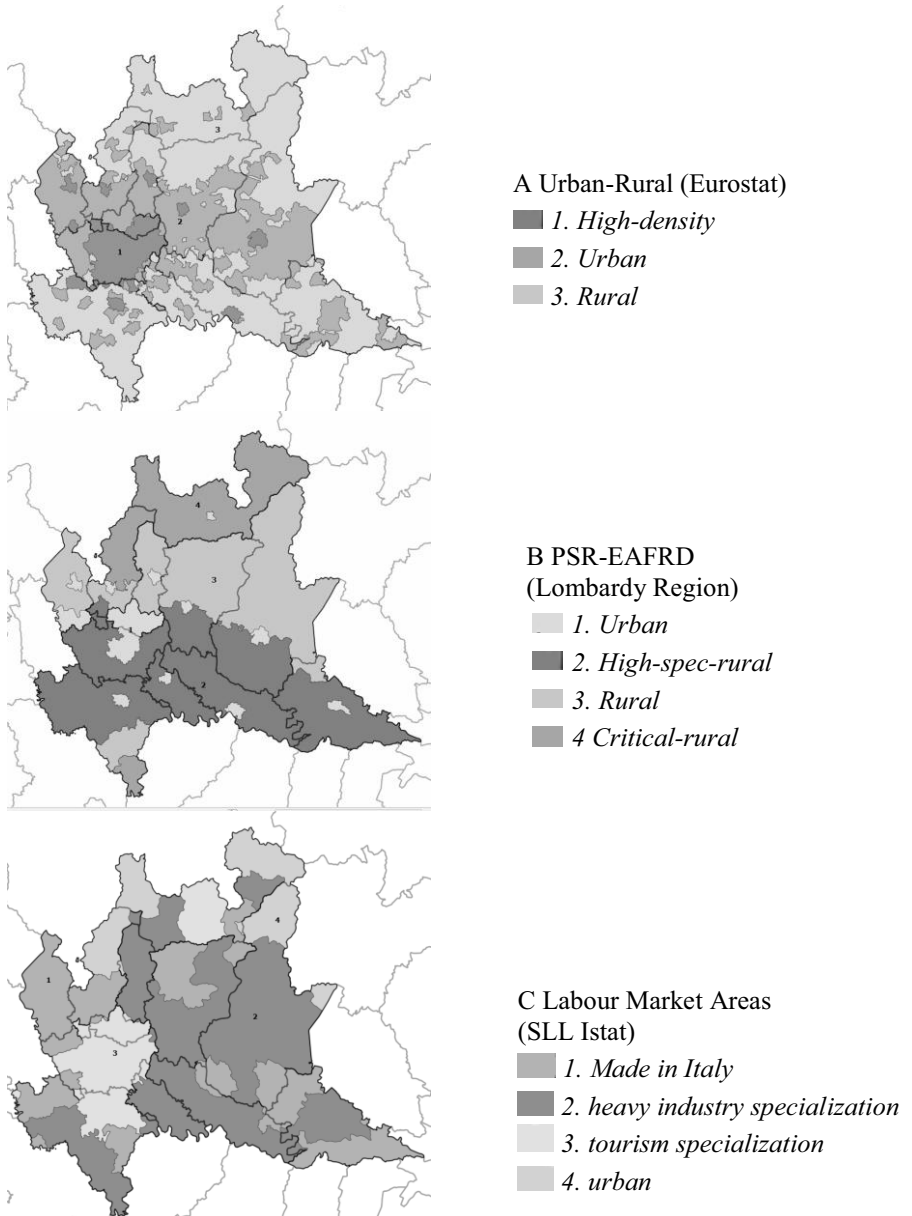 3
2
1
A Urban-Rural (Eurostat)
1. High-density
2. Urban
3. Rural
4
3
2
B PSR-EAFRD
(Lombardy Region)
1. Urban
2. High-spec-rural
3. Rural
4 Critical-rural
4
1
2
3
C Labour Market Areas
(SLL Istat)
1. Made in Italy
2. heavy industry specialization
3. tourism specialization
4. urban